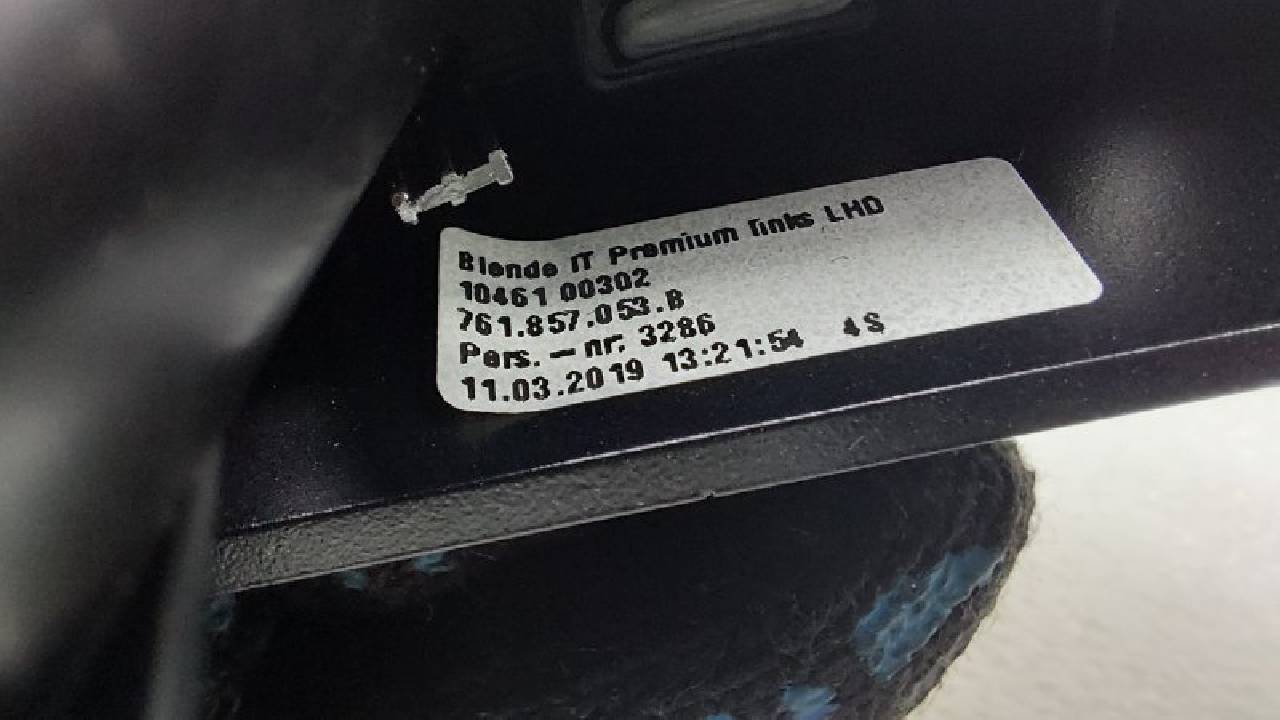 Blende IT Premium links LHD
10461 00302
761.857.053.B
Pers. – nr. 3286
11.03.2019 13:21:54 4S